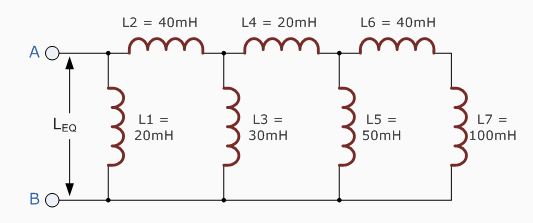 L2 = 40mH L4 = 20mH L6 = 40mH
A
L1 =
20mH
L3 =
30mH
L5 =
50mH
L7 =
100mH
LEQ
B